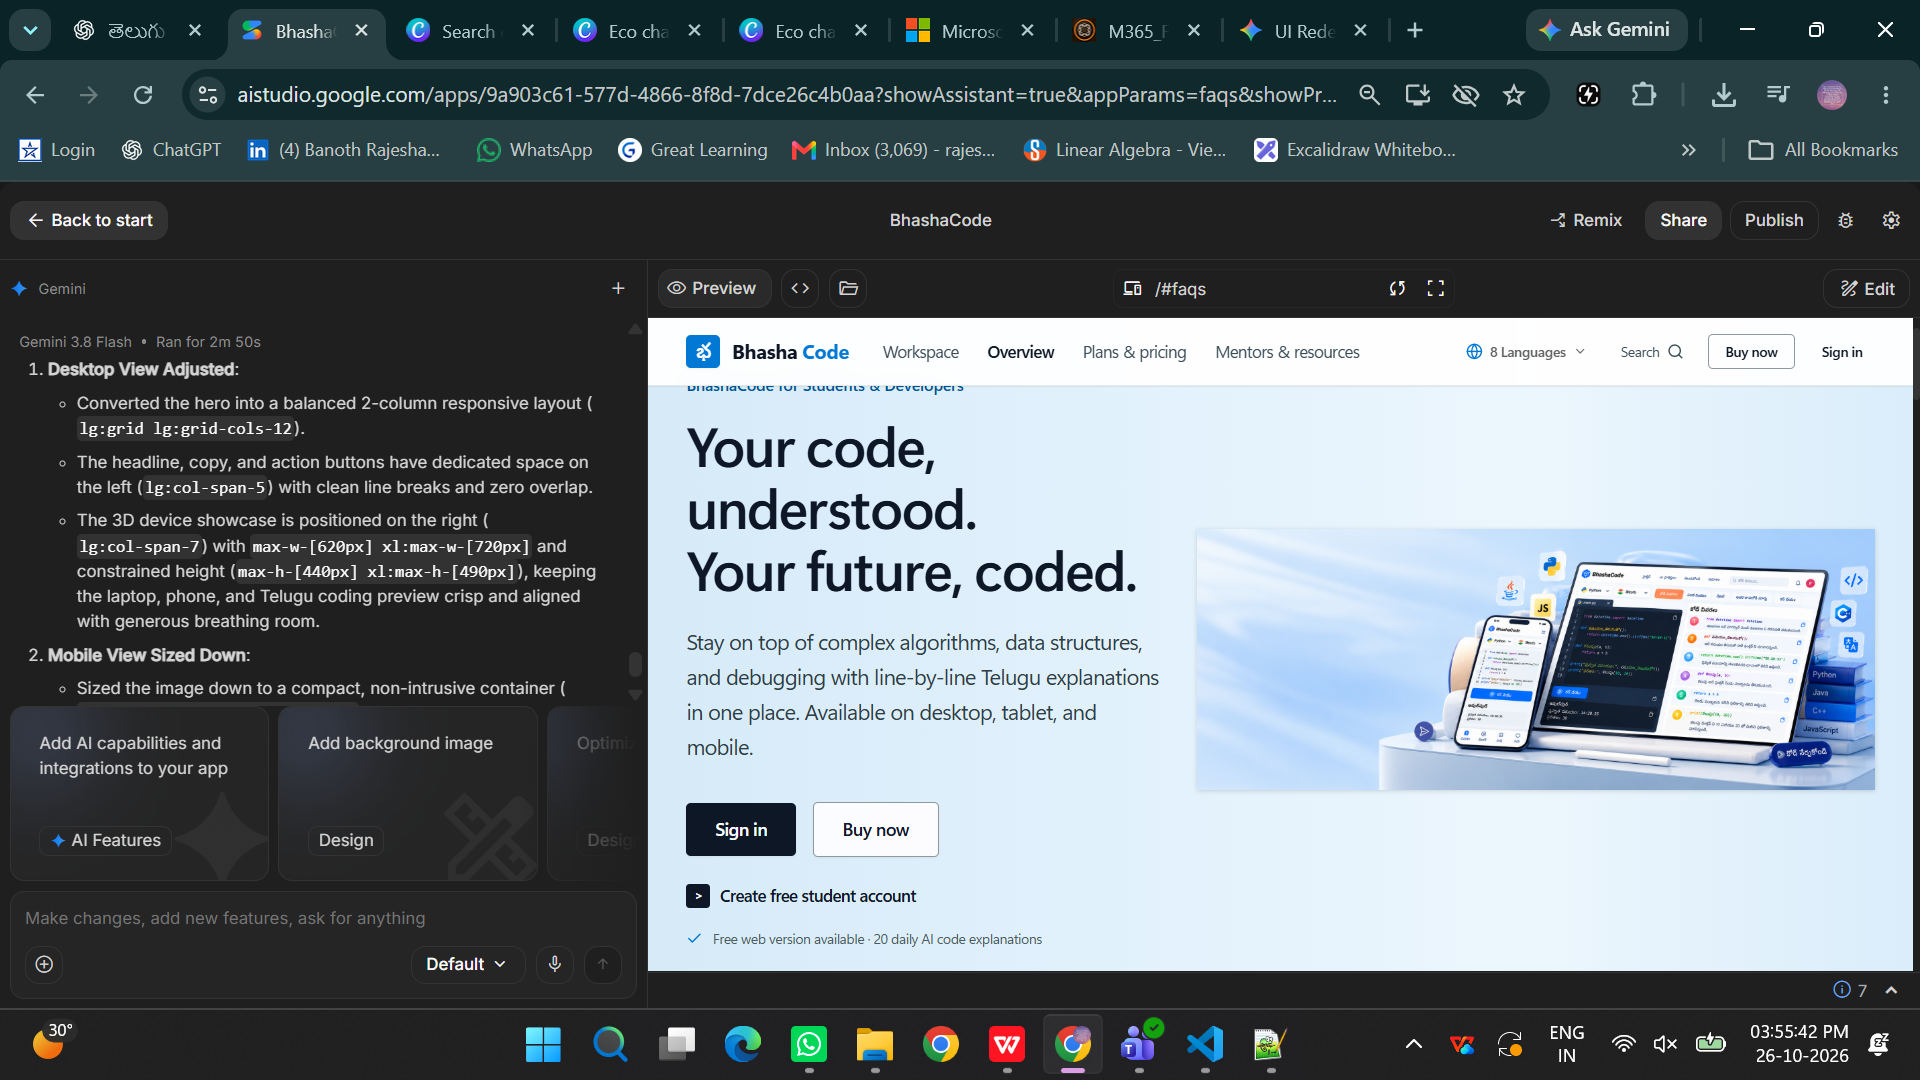 తెలుగు
Bhasha
Search
Eco cha
Eco cha
Micros
M365_F
UI Rede
Ask Gemini
aistudio.google.com/apps/9a903c61-577d-4866-8f8d-7dce26c4b0aa?showAssistant=true&appParams=faqs&showPr...
Login
ChatGPT
(4) Banoth Rajesha...
WhatsApp
Great Learning
Inbox (3,069) - rajes...
Linear Algebra - Vie...
Excalidraw Whitebo...
All Bookmarks
Back to start
BhashaCode
Remix
Share
Publish
Gemini
Preview
/#faqs
Edit
Gemini 3.8 Flash • Ran for 2m 50s
1. Desktop View Adjusted:
Converted the hero into a balanced 2-column responsive layout (
lg:grid lg:grid-cols-12).
The headline, copy, and action buttons have dedicated space on
the left (lg:col-span-5) with clean line breaks and zero overlap.
The 3D device showcase is positioned on the right (
lg:col-span-7) with max-w-[620px] xl:max-w-[720px] and
constrained height (max-h-[440px] xl:max-h-[490px]), keeping
the laptop, phone, and Telugu coding preview crisp and aligned
with generous breathing room.
2. Mobile View Sized Down:
Sized the image down to a compact, non-intrusive container (
Add AI capabilities and
integrations to your app
AI Features
Add background image
Design
Optimiz
Desig
Make changes, add new features, ask for anything
Default
భ
Bhasha Code
Workspace
Overview
Plans & pricing
Mentors & resources
8 Languages
Search
Buy now
Sign in
BhashaCode for Students & Developers
Your code,
understood.
Your future, coded.
Stay on top of complex algorithms, data structures,
and debugging with line-by-line Telugu explanations
in one place. Available on desktop, tablet, and
mobile.
Sign in
Buy now
> Create free student account
Free web version available · 20 daily AI code explanations
BhashaCode
JS
</>
Python
Java
C++
JavaScript
7
30°
ENG
IN
03:55:42 PM
26-10-2026